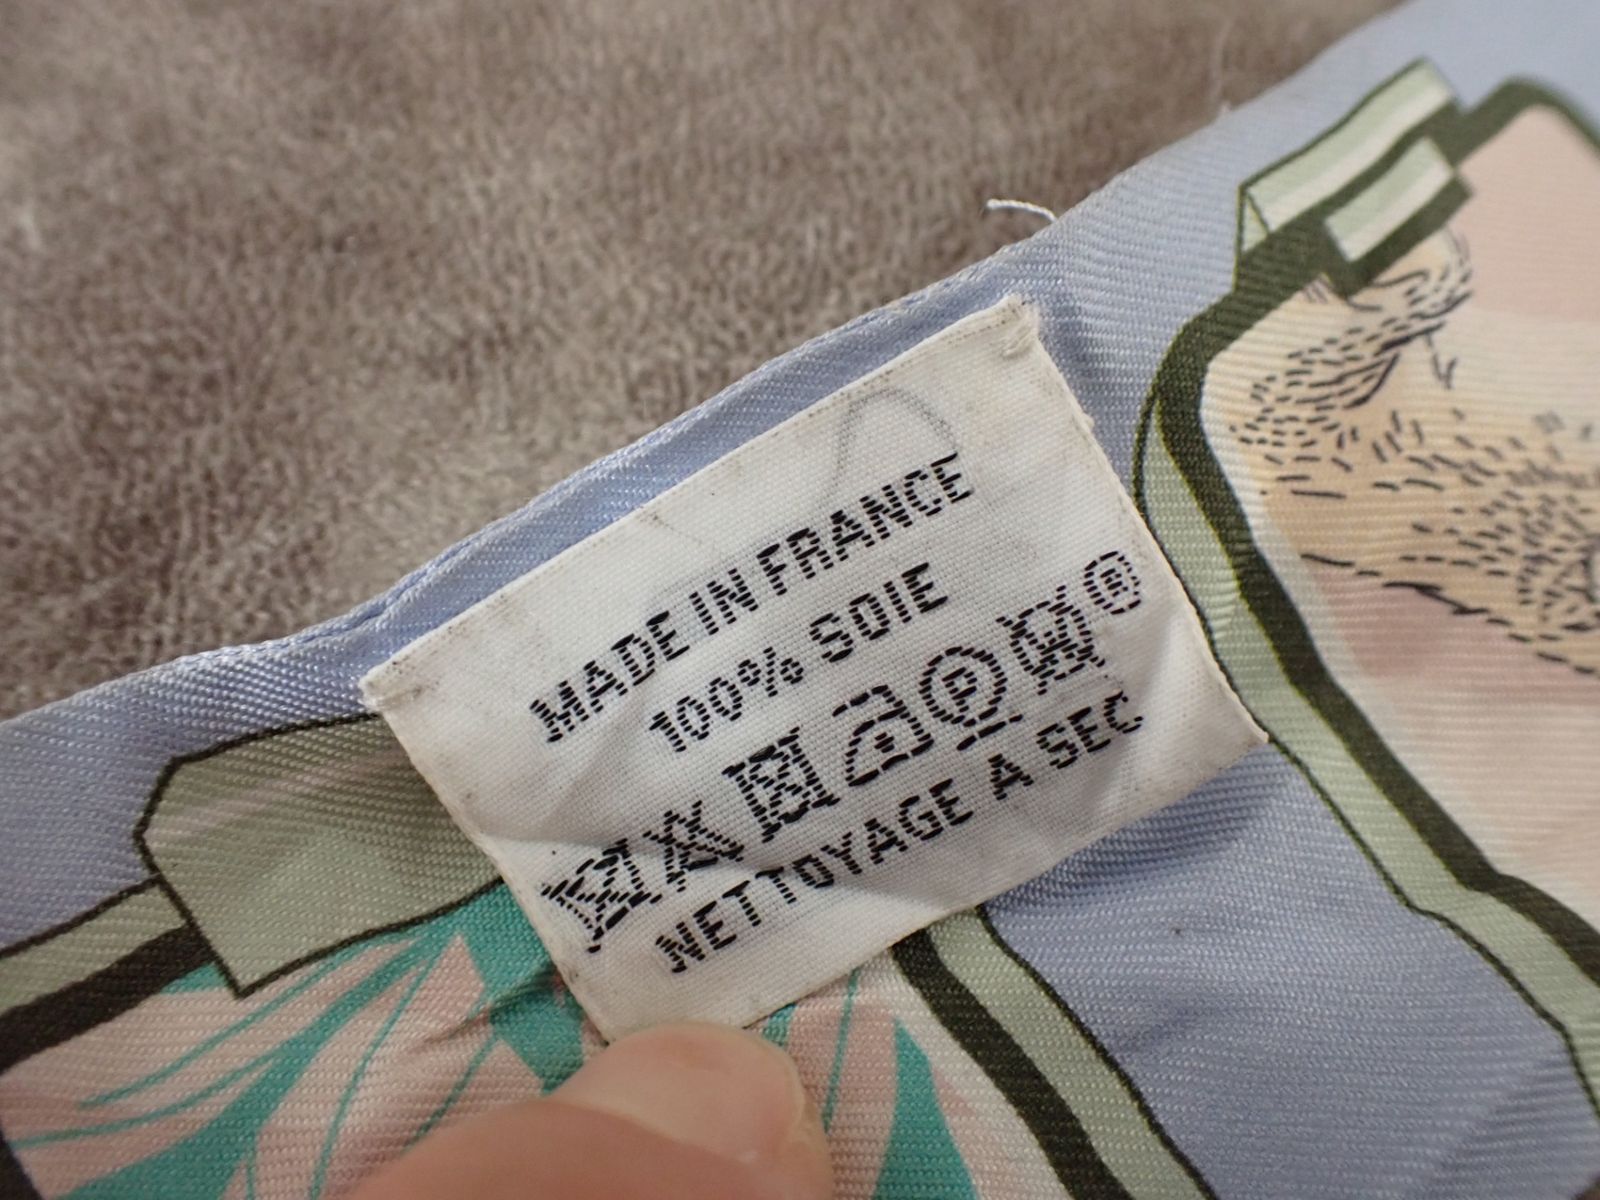 MADE IN FRANCE
100% SOIE
P ®
NETTOYAGE A SEC